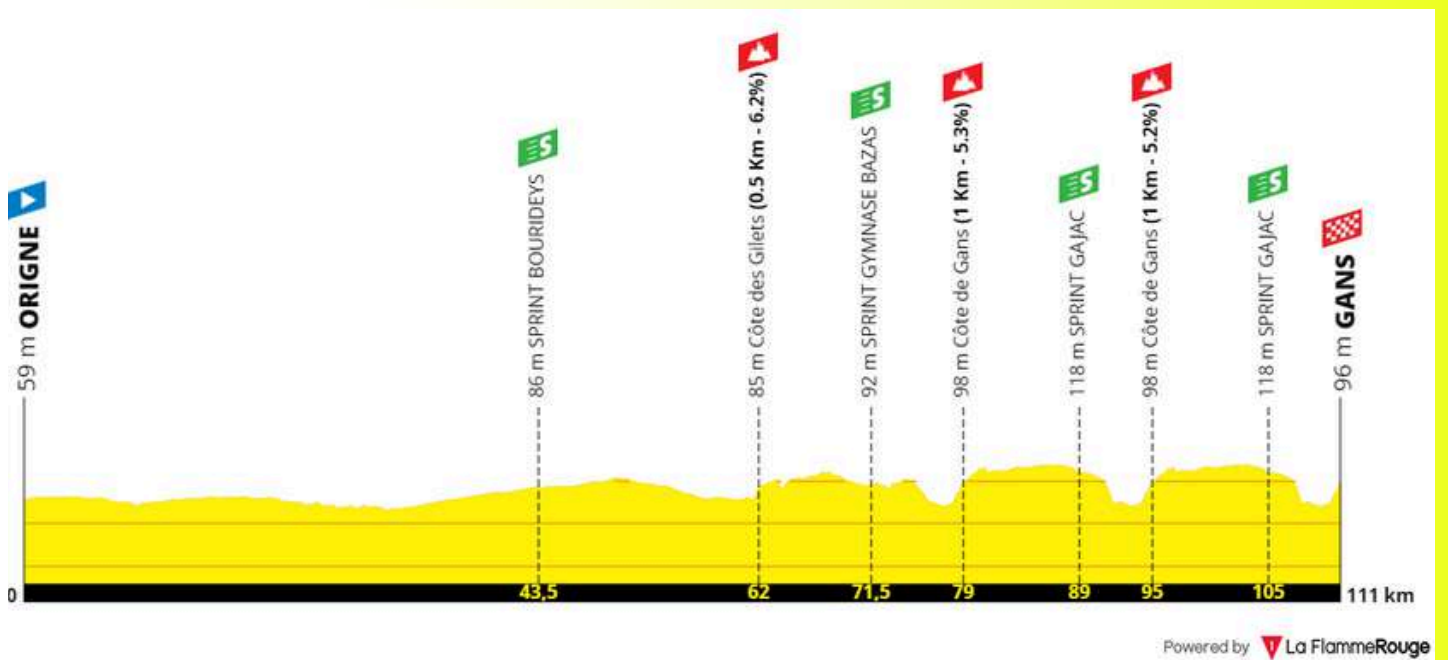 59 m ORIGNE
86 m SPRINT BOURIDEYS
85 m Côte des Gilets (0.5 Km - 6.2%)
92 m SPRINT GYMNASE BAZAS
98 m Côte de Gans (1 Km - 5.3%)
118 m SPRINT GAJAC
98 m Côte de Gans (1 Km - 5.2%)
118 m SPRINT GAJAC
96 m GANS
S
S
S
S
0 43,5 62 71,5 79 89 95 105 111 km
Powered by La FlammeRouge